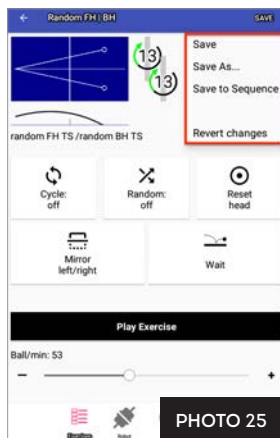 Random FH | BH
SAVE
13
13
Save
Save As...
Save to Sequence
Revert changes
random FH TS /random BH TS
Cycle:
off
Random:
off
Reset
head
Mirror
left/right
Wait
Play Exercise
Ball/min: 53
PHOTO 25